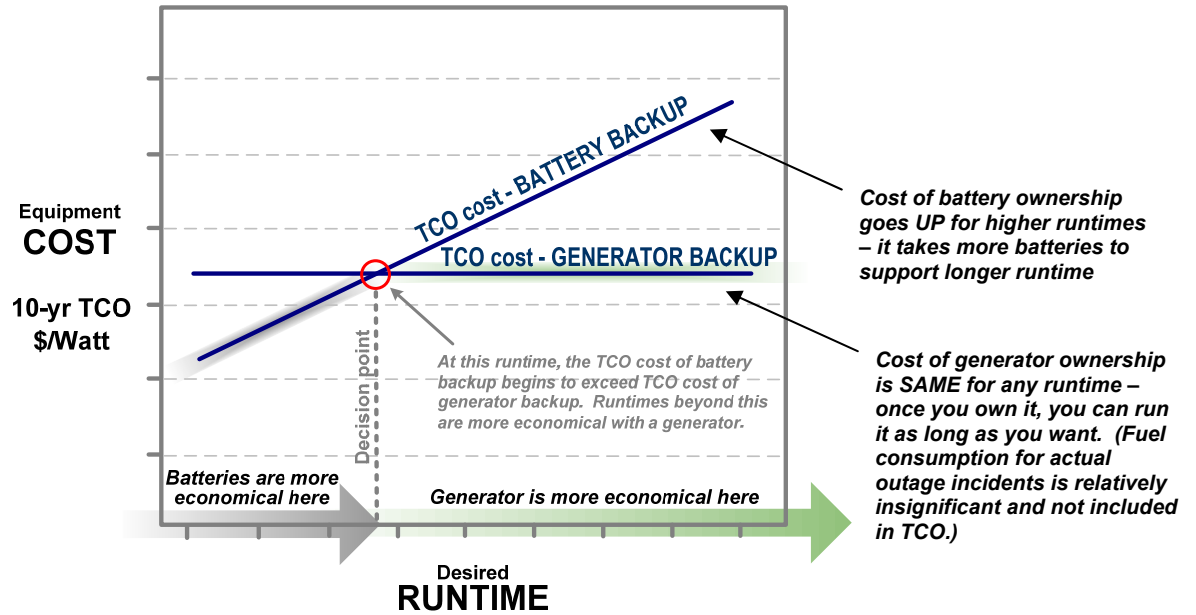 TCO cost - BATTERY BACKUP
Equipment
COST
10-yr TCO
$/Watt
TCO cost - GENERATOR BACKUP
Cost of battery ownership
goes UP for higher runtimes
– it takes more batteries to
support longer runtime
Decision point
At this runtime, the TCO cost of battery
backup begins to exceed TCO cost of
generator backup.  Runtimes beyond this
are more economical with a generator.
Cost of generator ownership
is SAME for any runtime –
once you own it, you can run
it as long as you want.  (Fuel
consumption for actual
outage incidents is relatively
insignificant and not included
in TCO.)
Batteries are more
economical here
Generator is more economical here
Desired
RUNTIME